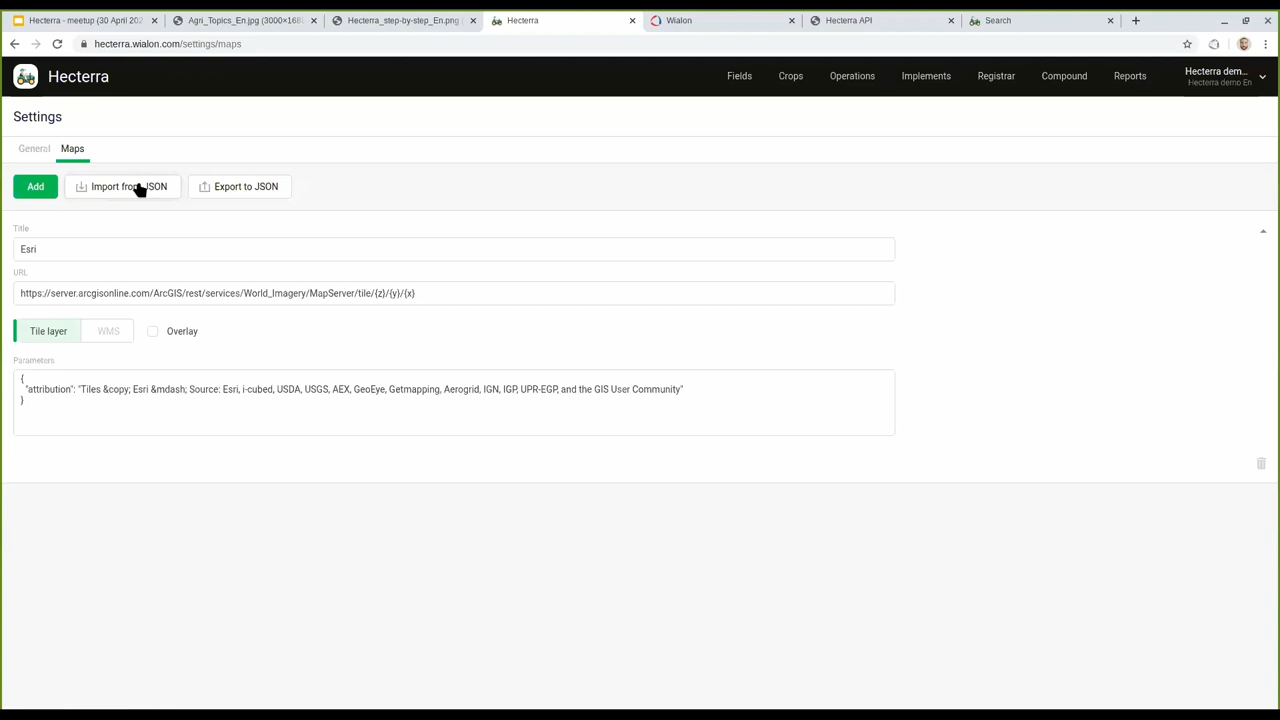 Hecterra - meetup (30 April 202
Agri_Topics_En.jpg (3000×168
Hecterra_step-by-step_En.png (
Hecterra
Wialon
Hecterra API
Search
hecterra.wialon.com/settings/maps
Hecterra
Fields
Crops
Operations
Implements
Registrar
Compound
Reports
Hecterra dem...
Hecterra demo En
Settings
General
Maps
Add
Import from JSON
Export to JSON
Title
Esri
URL
https://server.arcgisonline.com/ArcGIS/rest/services/World_Imagery/MapServer/tile/{z}/{y}/{x}
Tile layer
WMS
Overlay
Parameters
{
"attribution": "Tiles &copy; Esri &mdash; Source: Esri, i-cubed, USDA, USGS, AEX, GeoEye, Getmapping, Aerogrid, IGN, IGP, UPR-EGP, and the GIS User Community"
}